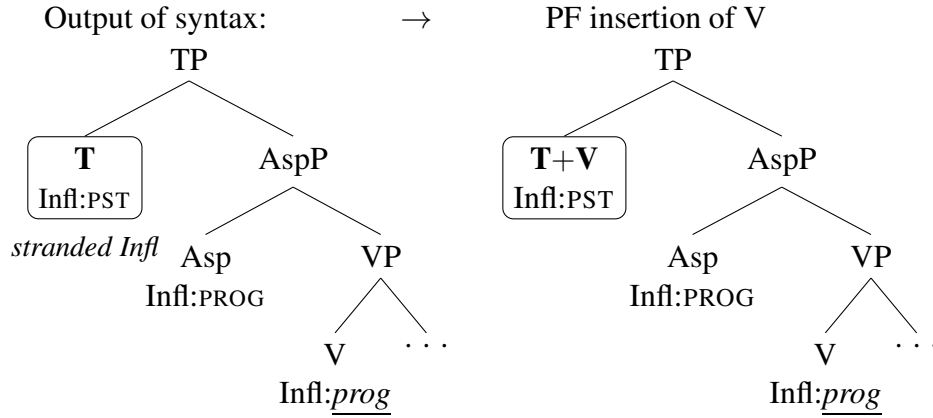 Output of syntax: → PF insertion of V
TP TP
T AspP T+V AspP
Infl:PST Infl:PST
stranded Infl Asp VP Asp VP
Infl:PROG Infl:PROG
V · · · V · · ·
Infl:prog Infl:prog